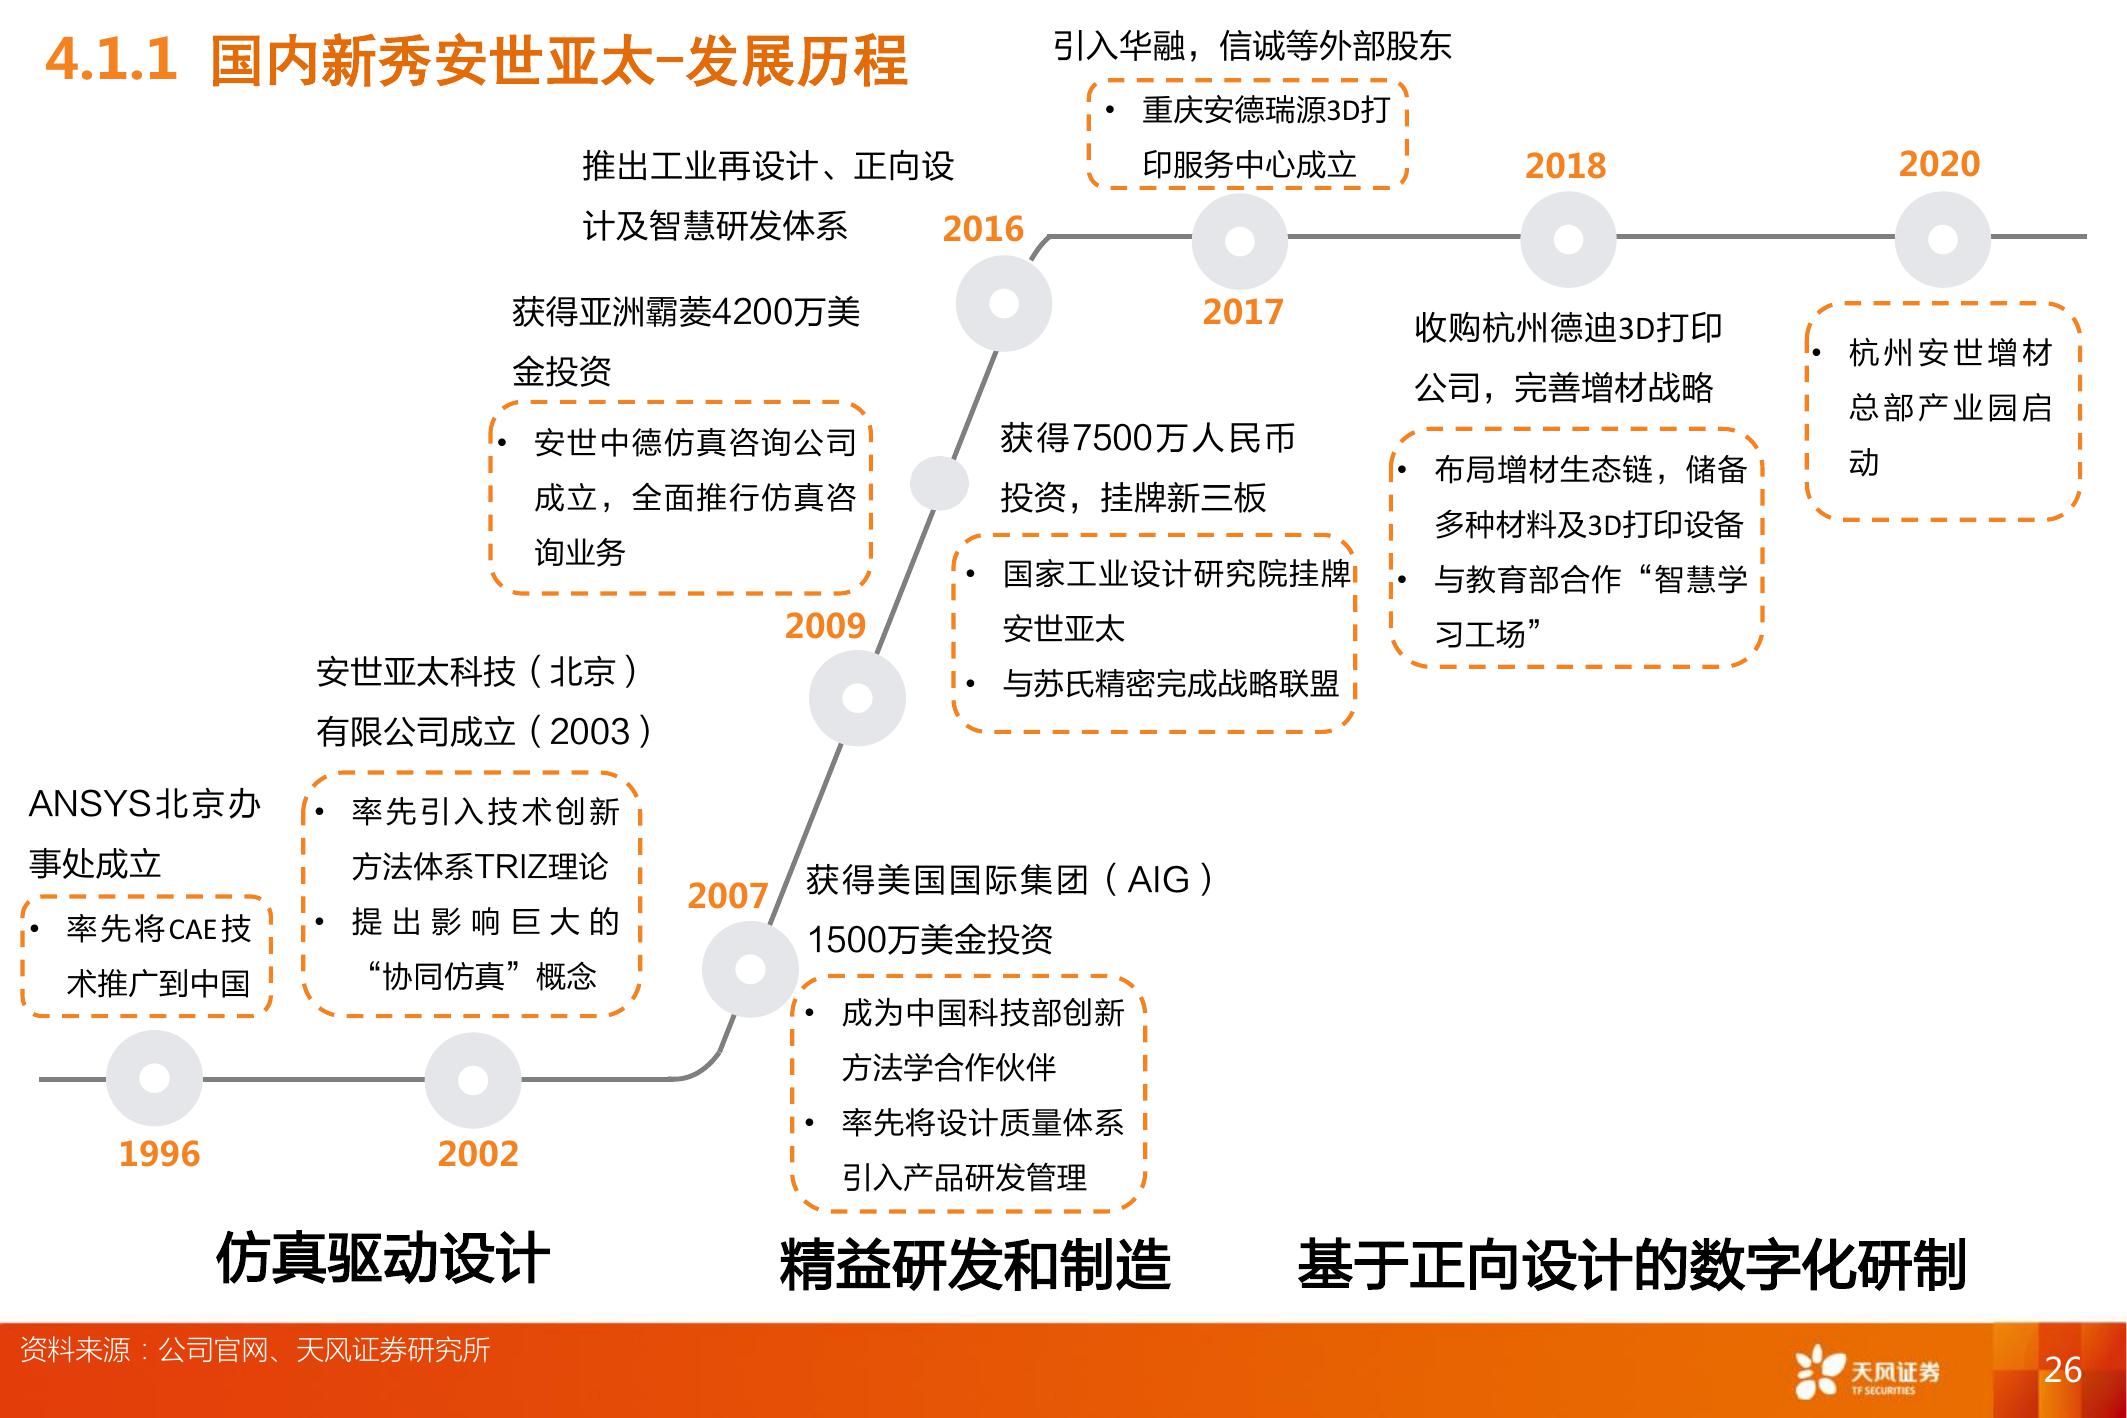 4.1.1 国内新秀安世亚太-发展历程
引入华融，信诚等外部股东
• 重庆安德瑞源3D打
印服务中心成立
2017
推出工业再设计、正向设
计及智慧研发体系
2016
2018
收购杭州德迪3D打印
公司，完善增材战略
• 布局增材生态链，储备
多种材料及3D打印设备
• 与教育部合作“智慧学
习工场”
2020
• 杭州安世增材
总部产业园启
动
获得亚洲霸菱4200万美
金投资
• 安世中德仿真咨询公司
成立，全面推行仿真咨
询业务
2009
获得7500万人民币
投资，挂牌新三板
• 国家工业设计研究院挂牌
安世亚太
• 与苏氏精密完成战略联盟
安世亚太科技（北京）
有限公司成立（2003）
• 率先引入技术创新
方法体系TRIZ理论
• 提出影响巨大的
“协同仿真”概念
2002
ANSYS北京办
事处成立
• 率先将CAE技
术推广到中国
1996
2007
获得美国国际集团（AIG）
1500万美金投资
• 成为中国科技部创新
方法学合作伙伴
• 率先将设计质量体系
引入产品研发管理
仿真驱动设计
精益研发和制造
基于正向设计的数字化研制
资料来源：公司官网、天风证券研究所
天风证券
TF SECURITIES
26